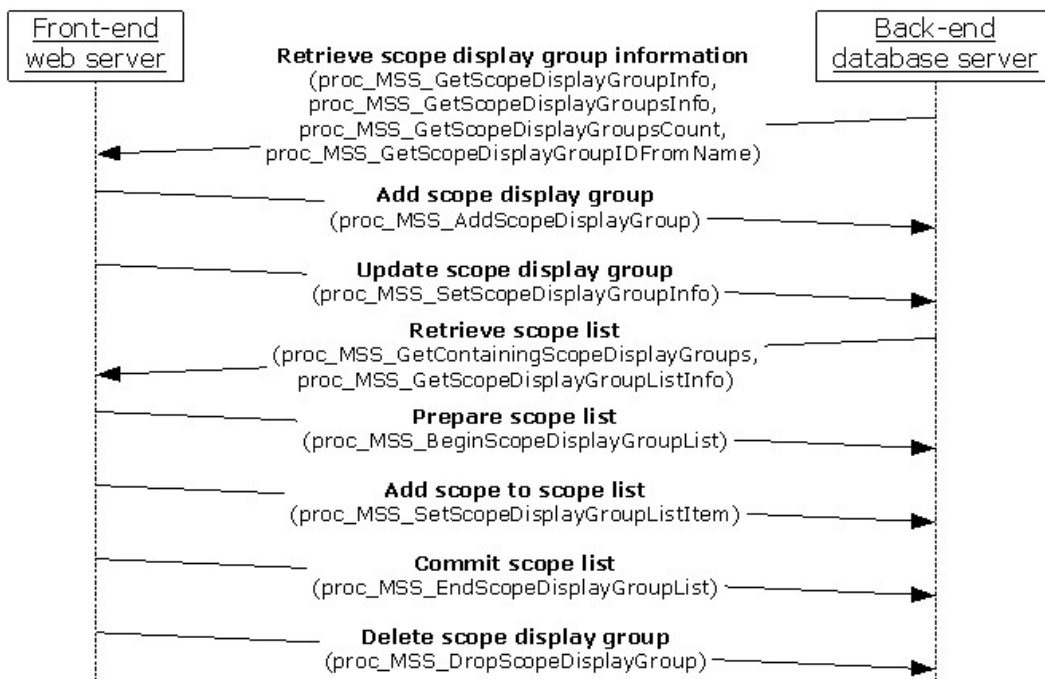 Front-end
web server
Back-end
database server
Retrieve scope display group information
(proc_MSS_GetScopeDisplayGroupInfo,
proc_MSS_GetScopeDisplayGroupsInfo,
proc_MSS_GetScopeDisplayGroupsCount,
proc_MSS_GetScopeDisplayGroupIDFromName)
Add scope display group
(proc_MSS_AddScopeDisplayGroup)
Update scope display group
(proc_MSS_SetScopeDisplayGroupInfo)
Retrieve scope list
(proc_MSS_GetContainingScopeDisplayGroups,
proc_MSS_GetScopeDisplayGroupListInfo)
Prepare scope list
(proc_MSS_BeginScopeDisplayGroupList)
Add scope to scope list
(proc_MSS_SetScopeDisplayGroupListItem)
Commit scope list
(proc_MSS_EndScopeDisplayGroupList)
Delete scope display group
(proc_MSS_DropScopeDisplayGroup)